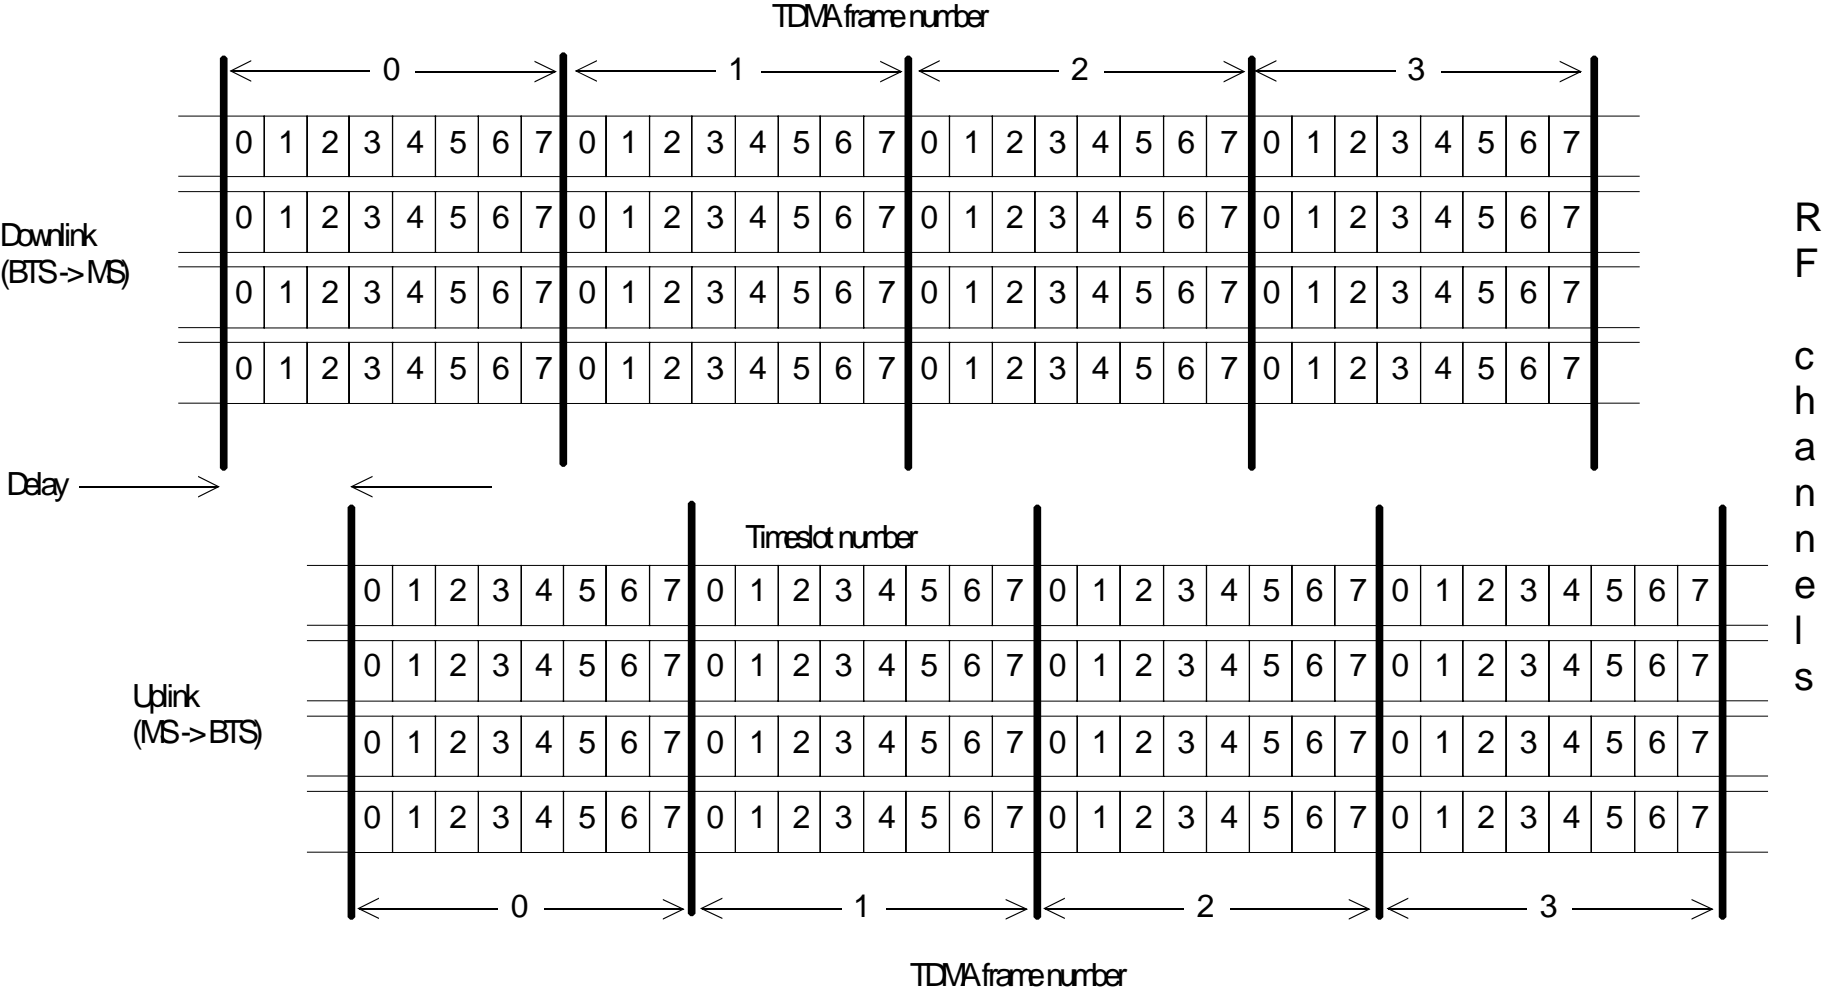 TDMA frame number
0 1 2 3
0 1 2 3 4 5 6 7 0 1 2 3 4 5 6 7 0 1 2 3 4 5 6 7 0 1 2 3 4 5 6 7
0 1 2 3 4 5 6 7 0 1 2 3 4 5 6 7 0 1 2 3 4 5 6 7 0 1 2 3 4 5 6 7
Downlink
(BTS -> MS)
0 1 2 3 4 5 6 7 0 1 2 3 4 5 6 7 0 1 2 3 4 5 6 7 0 1 2 3 4 5 6 7
0 1 2 3 4 5 6 7 0 1 2 3 4 5 6 7 0 1 2 3 4 5 6 7 0 1 2 3 4 5 6 7
RF channels
Delay
Timeslot number
0 1 2 3 4 5 6 7 0 1 2 3 4 5 6 7 0 1 2 3 4 5 6 7 0 1 2 3 4 5 6 7
0 1 2 3 4 5 6 7 0 1 2 3 4 5 6 7 0 1 2 3 4 5 6 7 0 1 2 3 4 5 6 7
Uplink
(MS -> BTS)
0 1 2 3 4 5 6 7 0 1 2 3 4 5 6 7 0 1 2 3 4 5 6 7 0 1 2 3 4 5 6 7
0 1 2 3 4 5 6 7 0 1 2 3 4 5 6 7 0 1 2 3 4 5 6 7 0 1 2 3 4 5 6 7
0 1 2 3
TDMA frame number